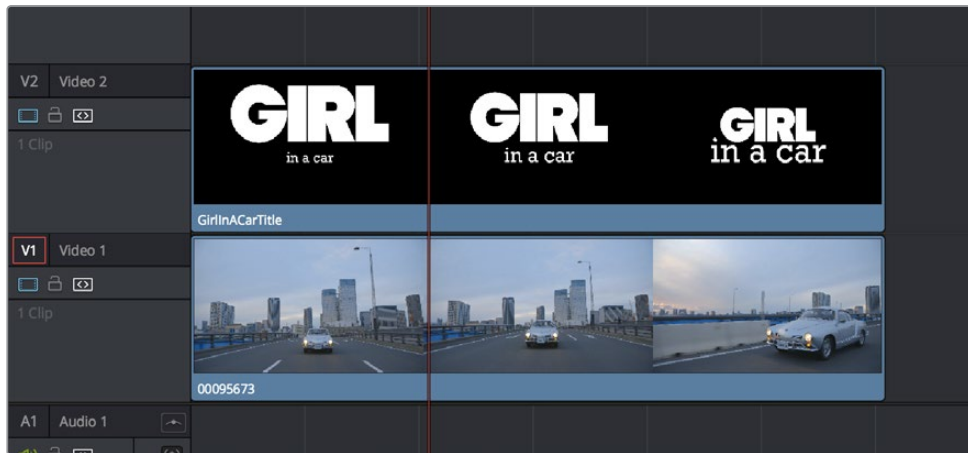 V2 Video 2
1 Clip
GIRL
in a car
GIRL
in a car
GIRL
in a car
GirlInACarTitle
V1 Video 1
1 Clip
00095673
A1 Audio 1